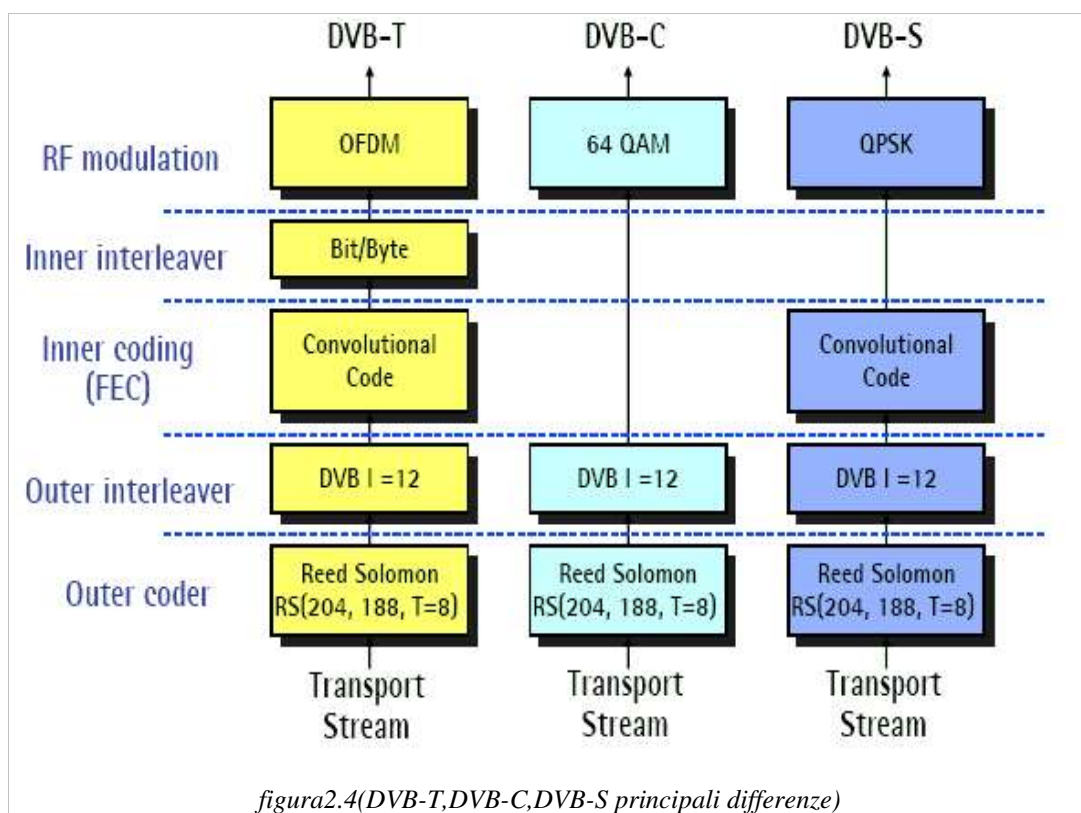 DVB-T DVB-C DVB-S
RF modulation
OFDM
64 QAM
QPSK
Inner interleaver
Bit/Byte
Inner coding
(FEC)
Convolutional
Code
Convolutional
Code
Outer interleaver
DVB I =12
DVB I =12
DVB I =12
Outer coder
Reed Solomon
RS(204, 188, T=8)
Reed Solomon
RS(204, 188, T=8)
Reed Solomon
RS(204, 188, T=8)
Transport
Stream
Transport
Stream
Transport
Stream
figura2.4(DVB-T,DVB-C,DVB-S principali differenze)